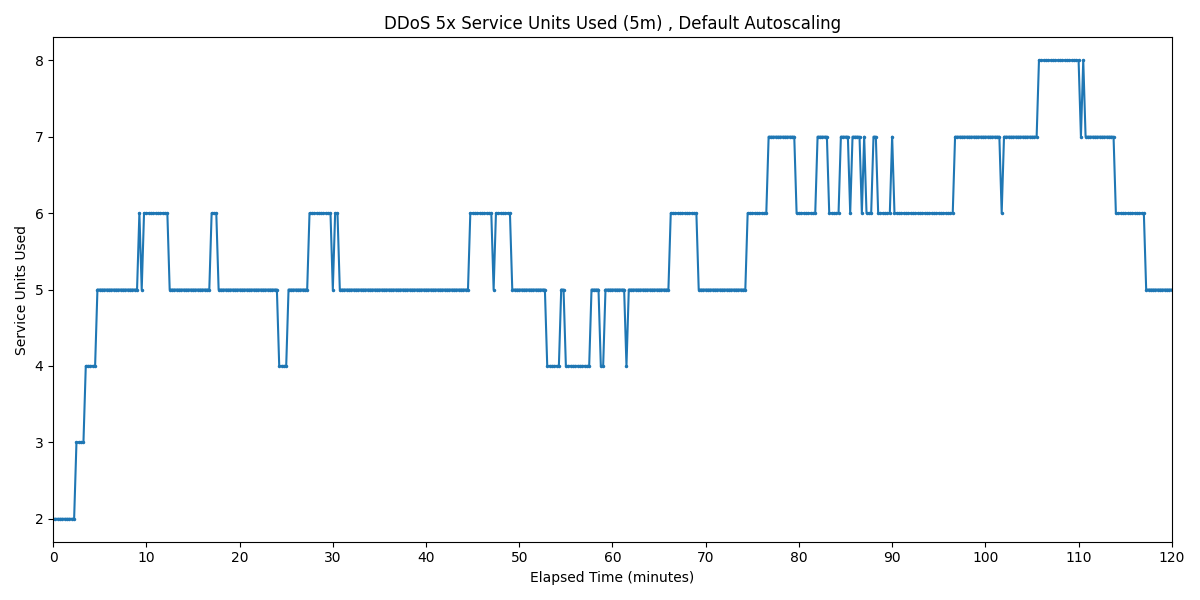 DDoS 5x Service Units Used (5m) , Default Autoscaling
8
7
6
5
4
3
2
Service Units Used
0 10 20 30 40 50 60 70 80 90 100 110 120
Elapsed Time (minutes)